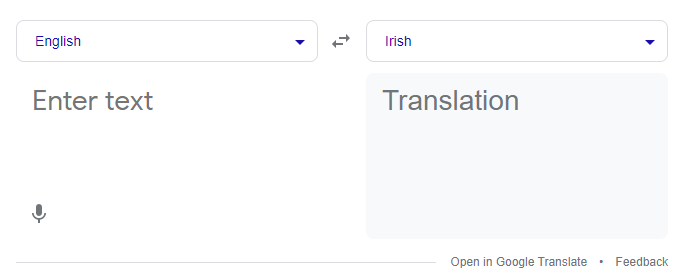 English Irish
Enter text Translation
Open in Google Translate • Feedback